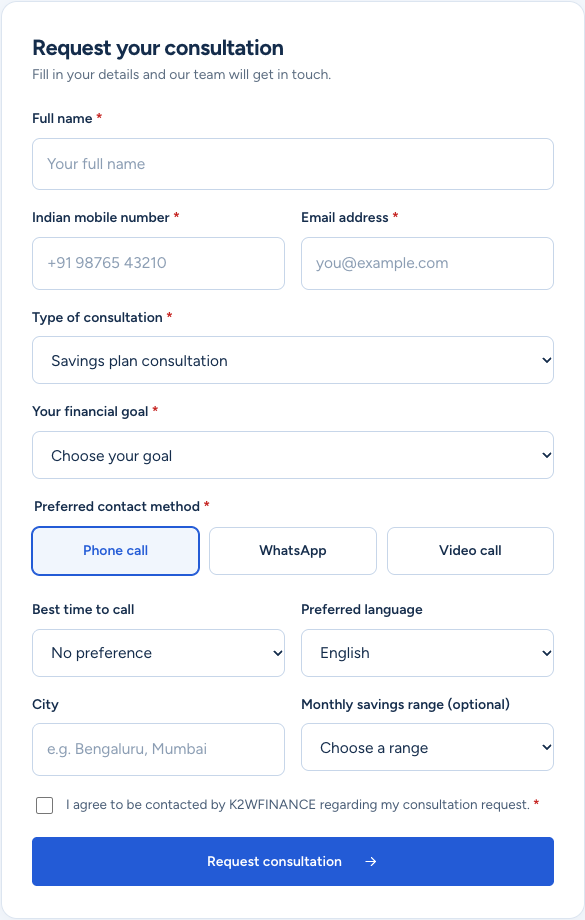 Request your consultation
Fill in your details and our team will get in touch.
Full name *
Your full name
Indian mobile number * Email address *
+91 98765 43210 you@example.com
Type of consultation *
Savings plan consultation
Your financial goal *
Choose your goal
Preferred contact method *
Phone call WhatsApp Video call
Best time to call Preferred language
No preference English
City Monthly savings range (optional)
e.g. Bengaluru, Mumbai Choose a range
I agree to be contacted by K2WFINANCE regarding my consultation request. *
Request consultation →